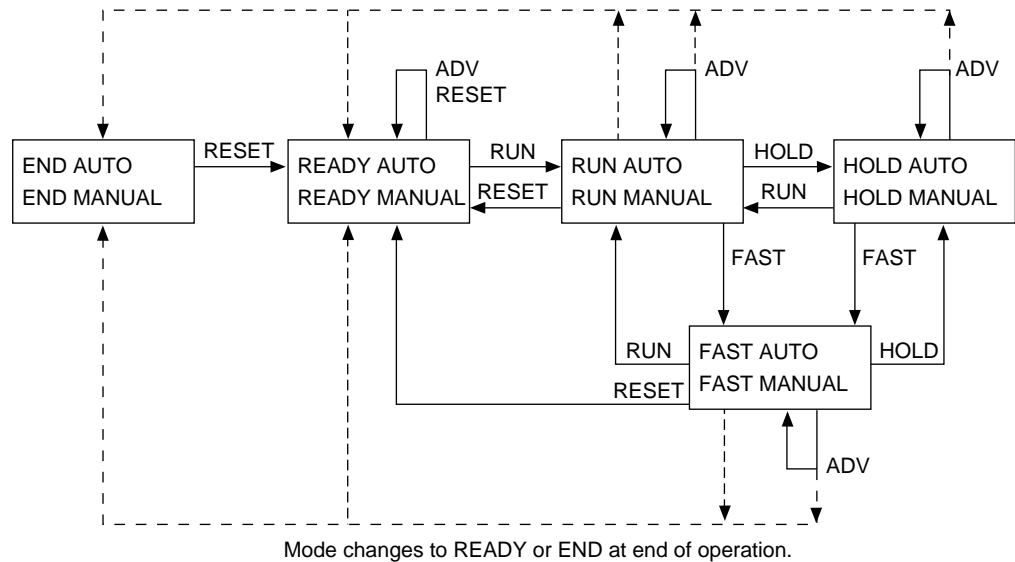 ADV
RESET
ADV
ADV
END AUTO
END MANUAL
RESET
READY AUTO
READY MANUAL
RUN
RESET
RUN AUTO
RUN MANUAL
HOLD
RUN
HOLD AUTO
HOLD MANUAL
FAST
FAST
RUN
RESET
FAST AUTO
FAST MANUAL
HOLD
ADV
Mode changes to READY or END at end of operation.